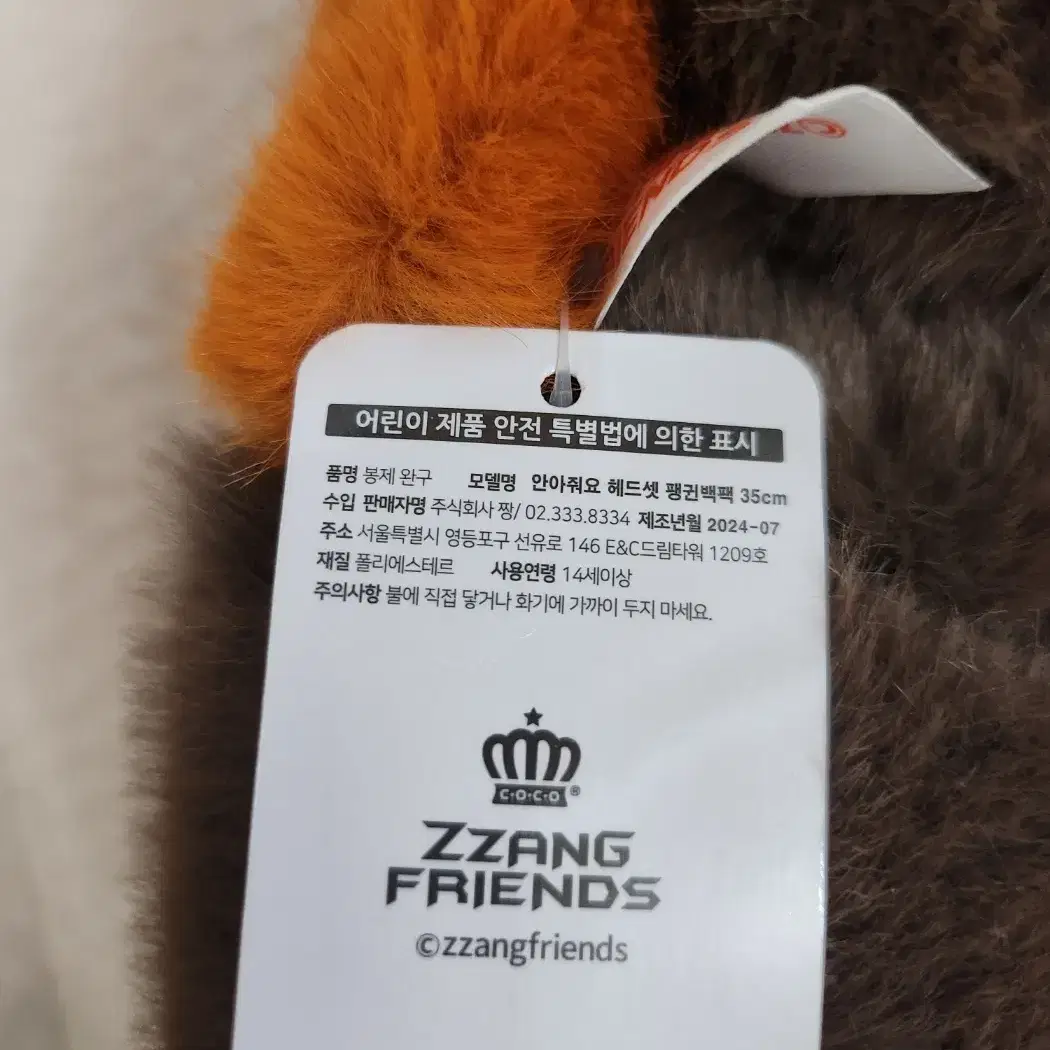 어린이 제품 안전 특별법에 의한 표시
품명 봉제 완구 모델명 안아줘요 헤드셋 팽귄백팩 35cm
수입 판매자명 주식회사 짱/ 02.333.8334 제조년월 2024-07
주소 서울특별시 영등포구 선유로 146 E&C드림타워 1209호
재질 폴리에스테르 사용연령 14세이상
주의사항 불에 직접 닿거나 화기에 가까이 두지 마세요.
C·O·C·O ®
ZZANG
FRIENDS
©zzangfriends